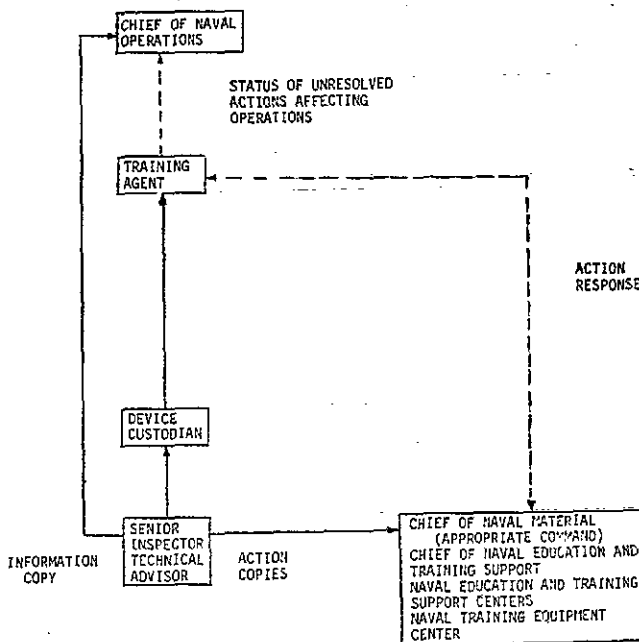 CHIEF OF NAVAL
OPERATIONS
STATUS OF UNRESOLVED
ACTIONS AFFECTING
OPERATIONS
TRAINING
AGENT
ACTION
RESPONSE
DEVICE
CUSTODIAN
SENIOR
INSPECTOR
TECHNICAL
ADVISOR
INFORMATION
COPY
ACTION
COPIES
CHIEF OF NAVAL MATERIAL
(APPROPRIATE COMMAND)
CHIEF OF NAVAL EDUCATION AND
TRAINING SUPPORT
NAVAL EDUCATION AND TRAINING
SUPPORT CENTERS
NAVAL TRAINING EQUIPMENT
CENTER